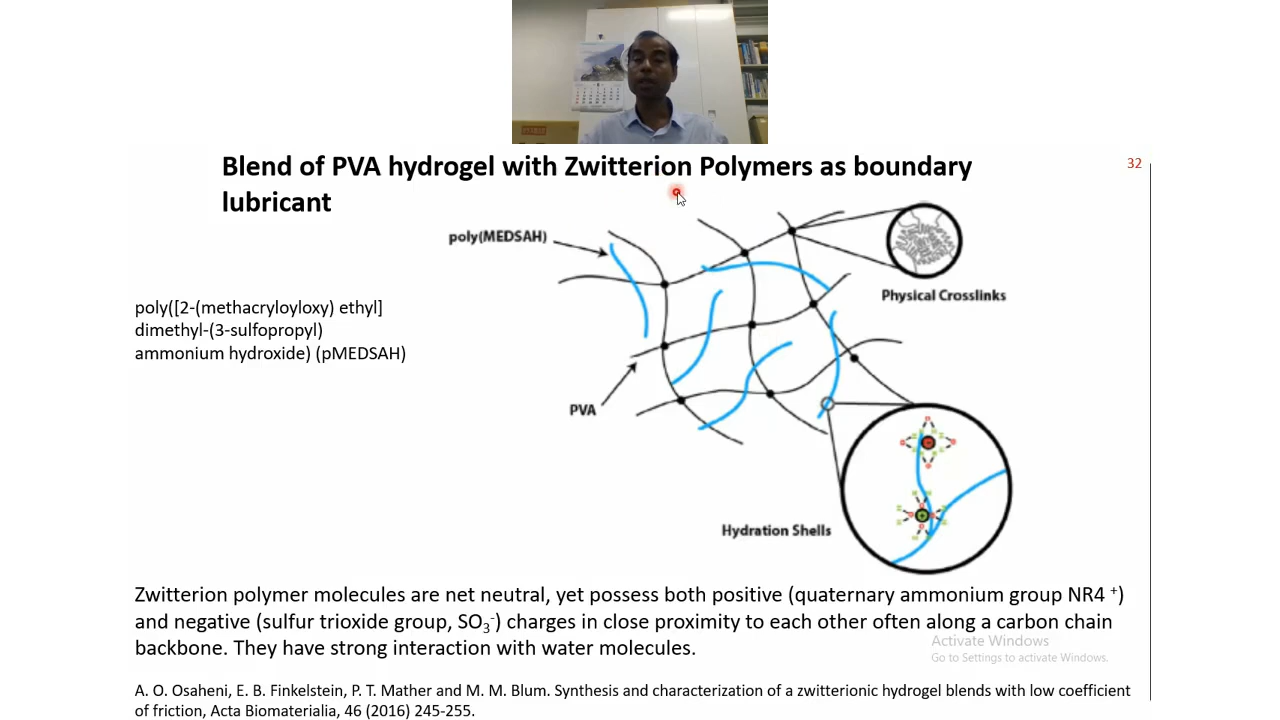 Blend of PVA hydrogel with Zwitterion Polymers as boundary
lubricant
32
poly(MEDSAH)
Physical Crosslinks
poly([2-(methacryloyloxy) ethyl]
dimethyl-(3-sulfopropyl)
ammonium hydroxide) (pMEDSAH)
PVA
Hydration Shells
Zwitterion polymer molecules are net neutral, yet possess both positive (quaternary ammonium group NR4 ⁺)
and negative (sulfur trioxide group, SO₃⁻) charges in close proximity to each other often along a carbon chain
backbone. They have strong interaction with water molecules.
Activate Windows
Go to Settings to activate Windows.
A. O. Osaheni, E. B. Finkelstein, P. T. Mather and M. M. Blum. Synthesis and characterization of a zwitterionic hydrogel blends with low coefficient
of friction, Acta Biomaterialia, 46 (2016) 245-255.